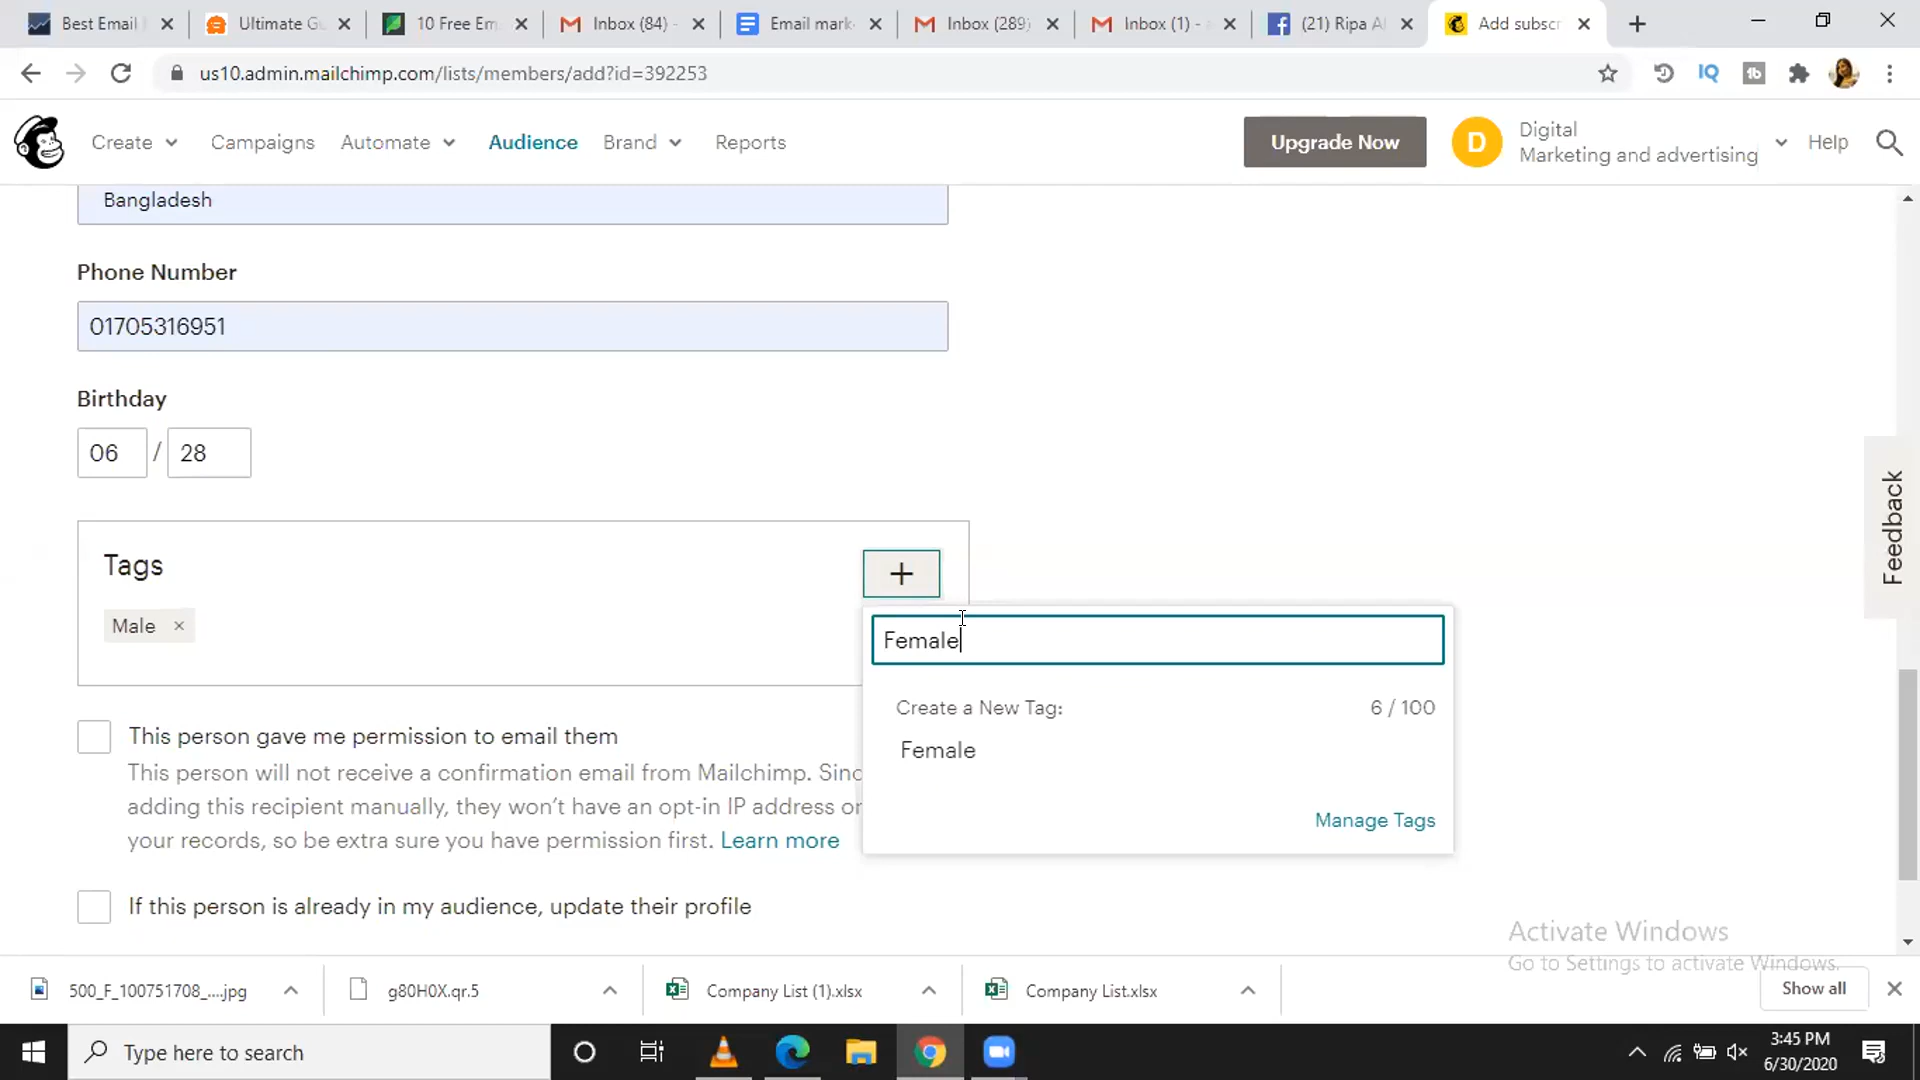 Best Email
Ultimate Gu
10 Free Em
Inbox (84) -
Email mark
Inbox (289)
Inbox (1) -
(21) Ripa A
Add subscr
us10.admin.mailchimp.com/lists/members/add?id=392253
IQ
tb
Create
Campaigns
Automate
Audience
Brand
Reports
Upgrade Now
D
Digital
Marketing and advertising
Help
Bangladesh
Phone Number
01705316951
Birthday
06 / 28
Tags
+
Male ×
Female
Create a New Tag:
6 / 100
Female
Manage Tags
This person gave me permission to email them
This person will not receive a confirmation email from Mailchimp. Sinc
adding this recipient manually, they won't have an opt-in IP address or
your records, so be extra sure you have permission first. Learn more
If this person is already in my audience, update their profile
Feedback
Activate Windows
Go to Settings to activate Windows.
500_F_100751708_....jpg
g80H0X.qr.5
Company List (1).xlsx
Company List.xlsx
Show all
Type here to search
3:45 PM
6/30/2020